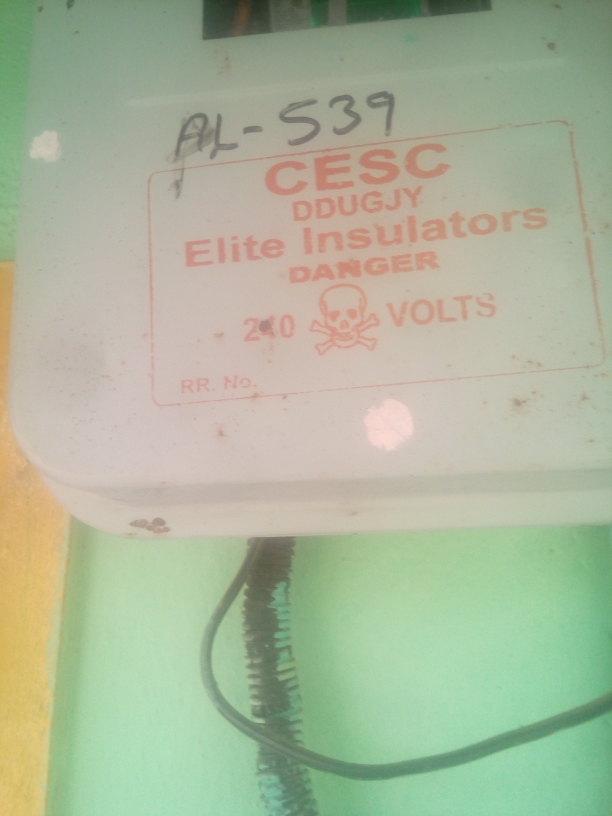 AL-539
CESC
DDUGJY
Elite Insulators
DANGER
240 VOLTS
RR. No.